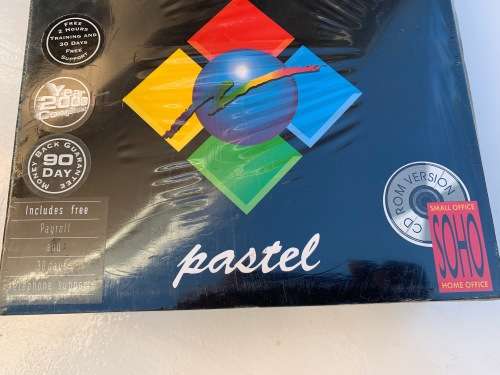 FREE
2 HOURS
TRAINING AND
30 DAYS
FREE
SUPPORT
Year
2000
MONEY BACK GUARANTEE
90
DAY
Includes free
Payroll
and
30 days
telephone support
pastel
CD ROM VERSION
SMALL OFFICE
SOHO
HOME OFFICE